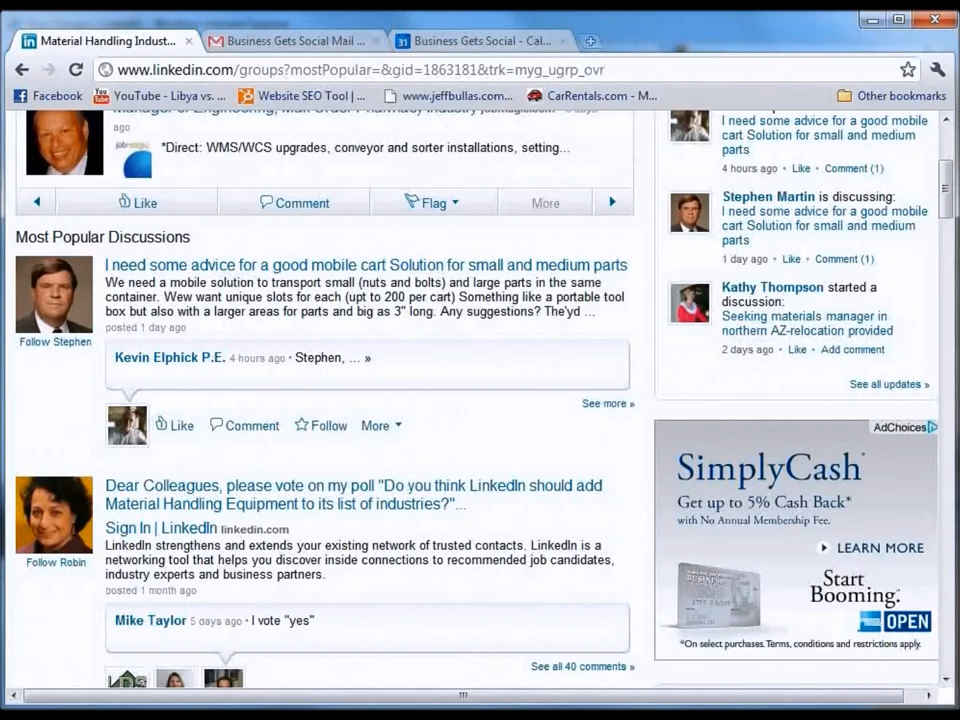 Material Handling Indust...
Business Gets Social Mail ...
31
Business Gets Social - Cal...
www.linkedin.com/groups?mostPopular=&gid=1863181&trk=myg_ugrp_ovr
Facebook
You Tube
YouTube - Libya vs. ...
Website SEO Tool | ...
www.jeffbullas.com...
CarRentals.com - M...
Other bookmarks
ago
*Direct: WMS/WCS upgrades, conveyor and sorter installations, setting...
Like
Comment
Flag
More
Most Popular Discussions
I need some advice for a good mobile cart Solution for small and medium parts
We need a mobile solution to transport small (nuts and bolts) and large parts in the same
container. Wew want unique slots for each (up to 200 per cart) Something like a portable tool
box but also with a larger areas for parts and big as 3" long. Any suggestions? The'yd ...
posted 1 day ago
Follow Stephen
Kevin Elphick P.E. 4 hours ago • Stephen, ... »
See more »
Like
Comment
Follow
More
Dear Colleagues, please vote on my poll "Do you think LinkedIn should add
Material Handling Equipment to its list of industries?"...
Sign In | LinkedIn linkedin.com
LinkedIn strengthens and extends your existing network of trusted contacts. LinkedIn is a
networking tool that helps you discover inside connections to recommended job candidates,
industry experts and business partners.
posted 1 month ago
Follow Robin
Mike Taylor 5 days ago • I vote "yes"
See all 40 comments »
I need some advice for a good mobile
cart Solution for small and medium
parts
4 hours ago • Like • Comment (1)
Stephen Martin is discussing:
I need some advice for a good mobile
cart Solution for small and medium
parts
1 day ago • Like • Comment (1)
Kathy Thompson started a
discussion:
Seeking materials manager in
northern AZ-relocation provided
2 days ago • Like • Add comment
See all updates »
AdChoices
SimplyCash
Get up to 5% Cash Back*
with No Annual Membership Fee.
LEARN MORE
Start
Booming.
OPEN
*On select purchases. Terms, conditions and restrictions apply.